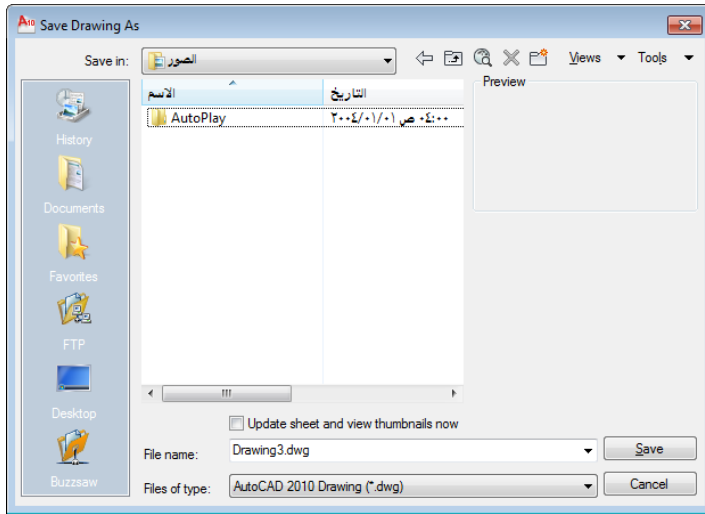 A10 Save Drawing As
Save in: الصور Views Tools
الاسم التاريخ Preview
AutoPlay ٠٤:٠٠ ص ٢٠٠٤/٠١/٠١
History
Documents
Favorites
FTP
Desktop
Buzzsaw
Update sheet and view thumbnails now
File name: Drawing3.dwg Save
Files of type: AutoCAD 2010 Drawing (*.dwg) Cancel